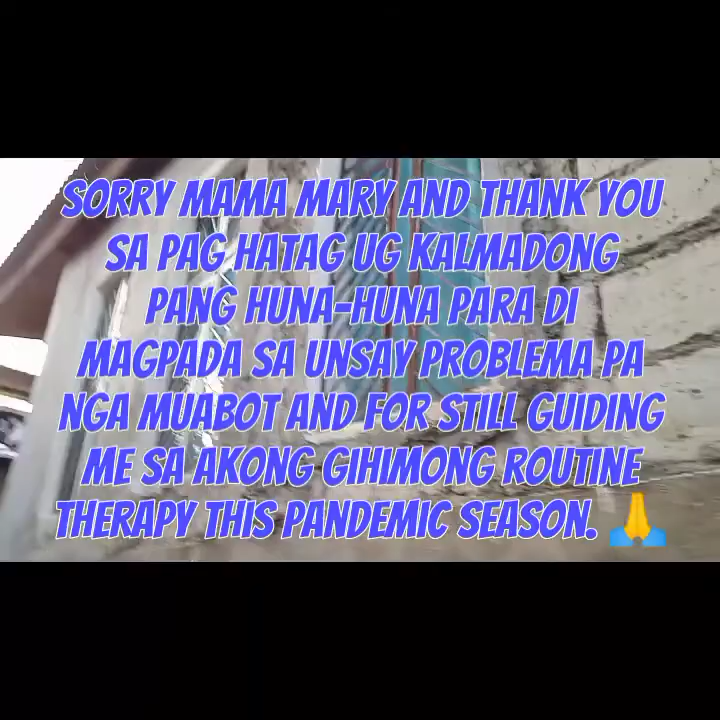 SORRY MAMA MARY AND THANK YOU
SA PAG HATAG UG KALMADONG
PANG HUNA-HUNA PARA DI
MAGPADA SA UNSAY PROBLEMA PA
NGA MUABOT AND FOR STILL GUIDING
ME SA AKONG GIHIMONG ROUTINE
THERAPY THIS PANDEMIC SEASON. 🙏